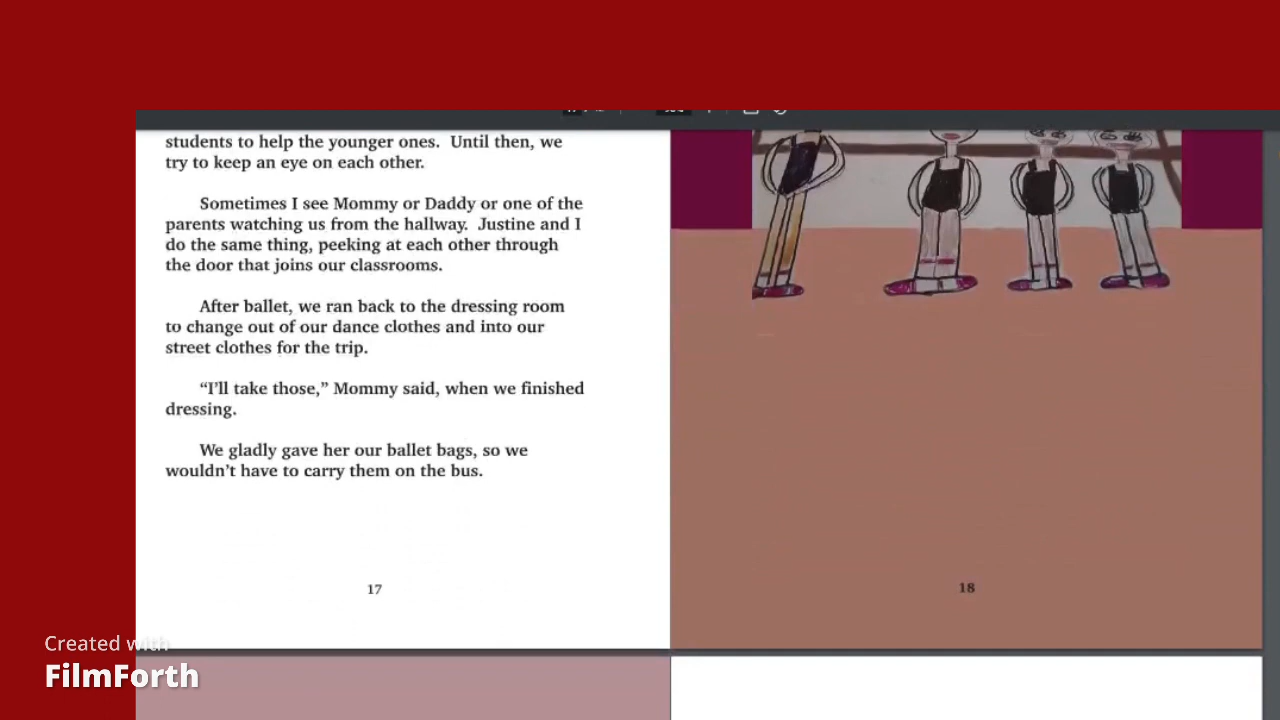 students to help the younger ones.  Until then, we
try to keep an eye on each other.
Sometimes I see Mommy or Daddy or one of the
parents watching us from the hallway.  Justine and I
do the same thing, peeking at each other through
the door that joins our classrooms.
After ballet, we ran back to the dressing room
to change out of our dance clothes and into our
street clothes for the trip.
“I’ll take those,” Mommy said, when we finished
dressing.
We gladly gave her our ballet bags, so we
wouldn’t have to carry them on the bus.
17
18
Created with
FilmForth